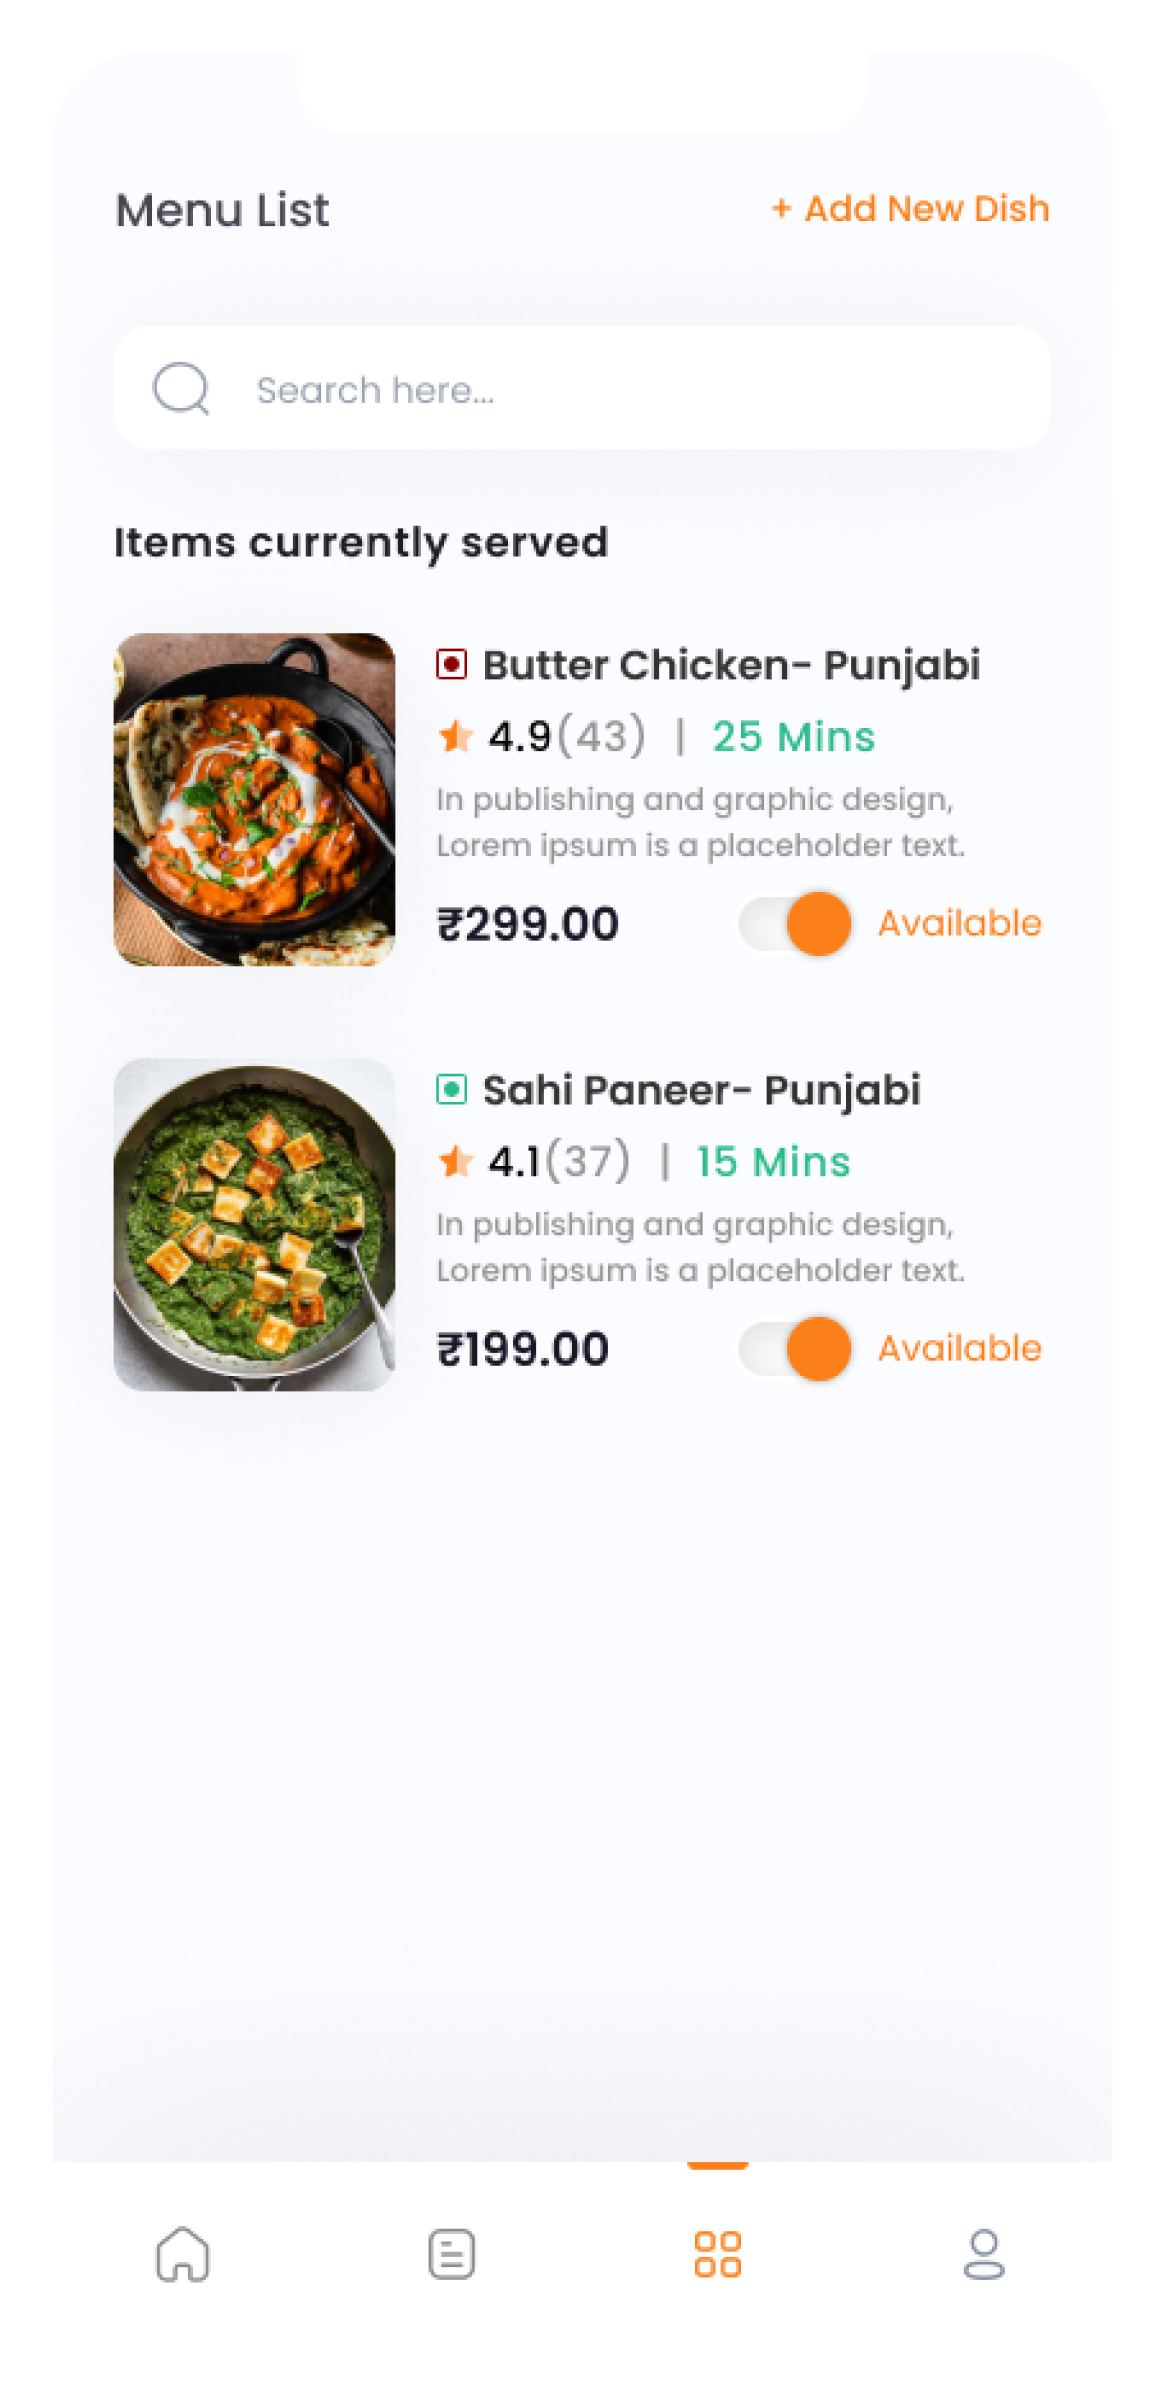 Menu List
+ Add New Dish
Search here...
Items currently served
Butter Chicken- Punjabi
4.9(43) | 25 Mins
In publishing and graphic design,
Lorem ipsum is a placeholder text.
₹299.00
Available
Sahi Paneer- Punjabi
4.1(37) | 15 Mins
In publishing and graphic design,
Lorem ipsum is a placeholder text.
₹199.00
Available